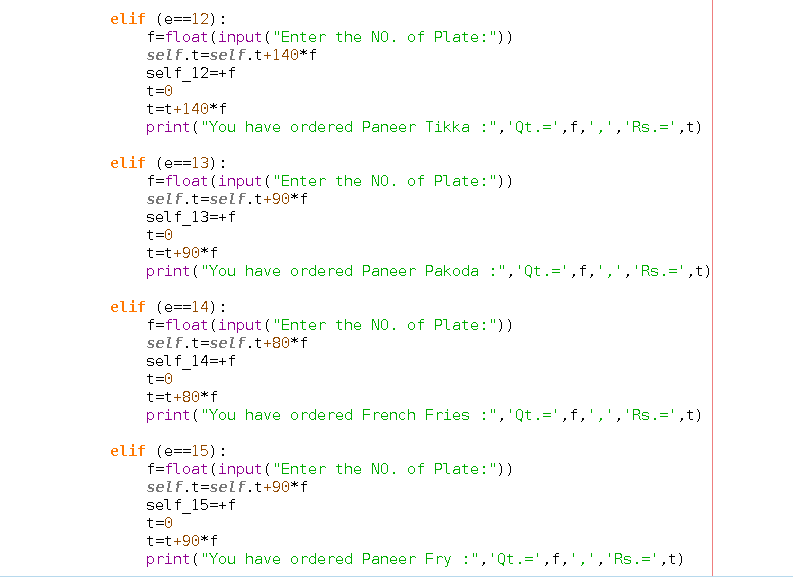 elif (e==12):
f=float(input("Enter the NO. of Plate:"))
self.t=self.t+140*f
self_12=+f
t=0
t=t+140*f
print("You have ordered Paneer Tikka :",'Qt.=',f,',','Rs.=',t)
elif (e==13):
f=float(input("Enter the NO. of Plate:"))
self.t=self.t+90*f
self_13=+f
t=0
t=t+90*f
print("You have ordered Paneer Pakoda :",'Qt.=',f,',','Rs.=',t)
elif (e==14):
f=float(input("Enter the NO. of Plate:"))
self.t=self.t+80*f
self_14=+f
t=0
t=t+80*f
print("You have ordered French Fries :",'Qt.=',f,',','Rs.=',t)
elif (e==15):
f=float(input("Enter the NO. of Plate:"))
self.t=self.t+90*f
self_15=+f
t=0
t=t+90*f
print("You have ordered Paneer Fry :",'Qt.=',f,',','Rs.=',t)